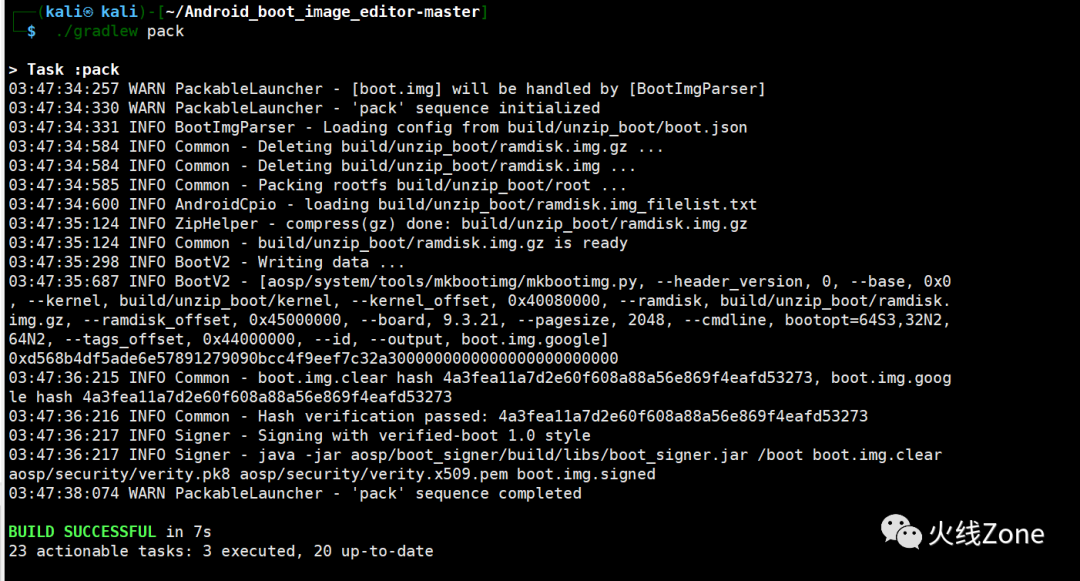 (kali㉿kali)-[~/Android_boot_image_editor-master]
$ ./gradlew pack
> Task :pack
03:47:34:257 WARN PackableLauncher - [boot.img] will be handled by [BootImgParser]
03:47:34:330 WARN PackableLauncher - 'pack' sequence initialized
03:47:34:331 INFO BootImgParser - Loading config from build/unzip_boot/boot.json
03:47:34:584 INFO Common - Deleting build/unzip_boot/ramdisk.img.gz ...
03:47:34:584 INFO Common - Deleting build/unzip_boot/ramdisk.img ...
03:47:34:585 INFO Common - Packing rootfs build/unzip_boot/root ...
03:47:34:600 INFO AndroidCpio - loading build/unzip_boot/ramdisk.img_filelist.txt
03:47:35:124 INFO ZipHelper - compress(gz) done: build/unzip_boot/ramdisk.img.gz
03:47:35:124 INFO Common - build/unzip_boot/ramdisk.img.gz is ready
03:47:35:298 INFO BootV2 - Writing data ...
03:47:35:687 INFO BootV2 - [aosp/system/tools/mkbootimg/mkbootimg.py, --header_version, 0, --base, 0x0
, --kernel, build/unzip_boot/kernel, --kernel_offset, 0x40080000, --ramdisk, build/unzip_boot/ramdisk.
img.gz, --ramdisk_offset, 0x45000000, --board, 9.3.21, --pagesize, 2048, --cmdline, bootopt=64S3,32N2,
64N2, --tags_offset, 0x44000000, --id, --output, boot.img.google]
0xd568b4df5ade6e57891279090bcc4f9eef7c32a3000000000000000000000000
03:47:36:215 INFO Common - boot.img.clear hash 4a3fea11a7d2e60f608a88a56e869f4eafd53273, boot.img.goog
le hash 4a3fea11a7d2e60f608a88a56e869f4eafd53273
03:47:36:216 INFO Common - Hash verification passed: 4a3fea11a7d2e60f608a88a56e869f4eafd53273
03:47:36:217 INFO Signer - Signing with verified-boot 1.0 style
03:47:36:217 INFO Signer - java -jar aosp/boot_signer/build/libs/boot_signer.jar /boot boot.img.clear
aosp/security/verity.pk8 aosp/security/verity.x509.pem boot.img.signed
03:47:38:074 WARN PackableLauncher - 'pack' sequence completed
BUILD SUCCESSFUL in 7s
23 actionable tasks: 3 executed, 20 up-to-date
火线Zone